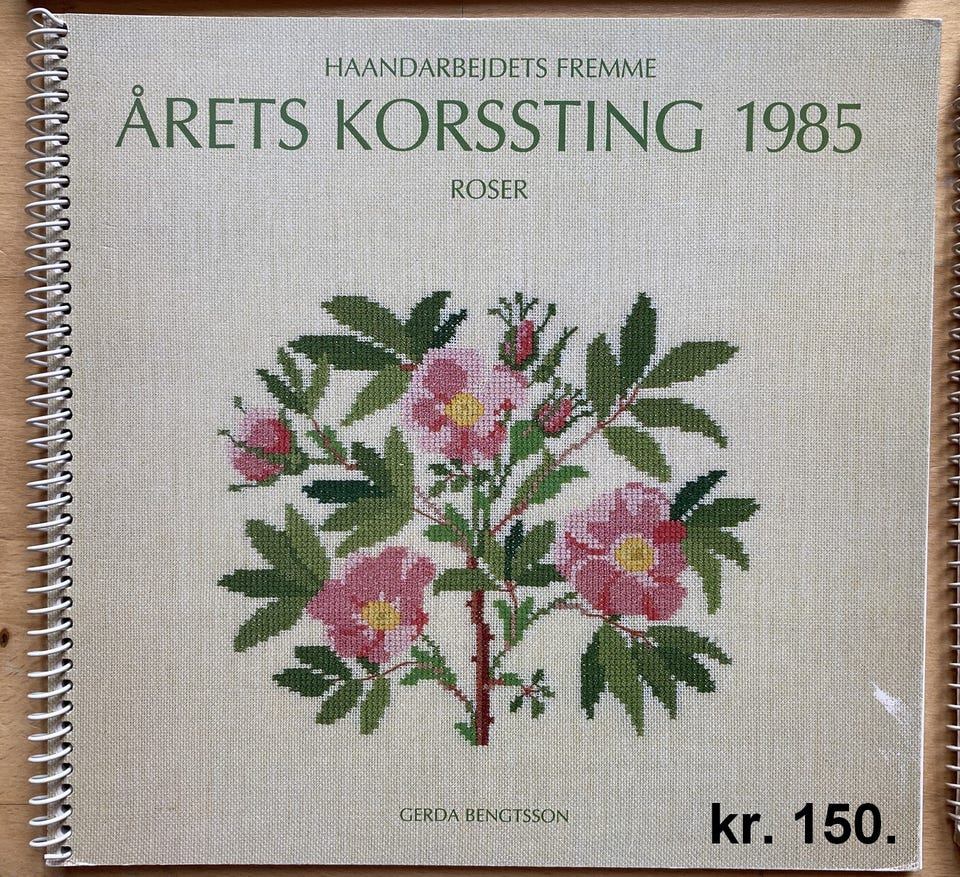 HAANDARBEJDETS FREMME
ÅRETS KORSSTING 1985
ROSER
GERDA BENGTSSON
kr. 150.